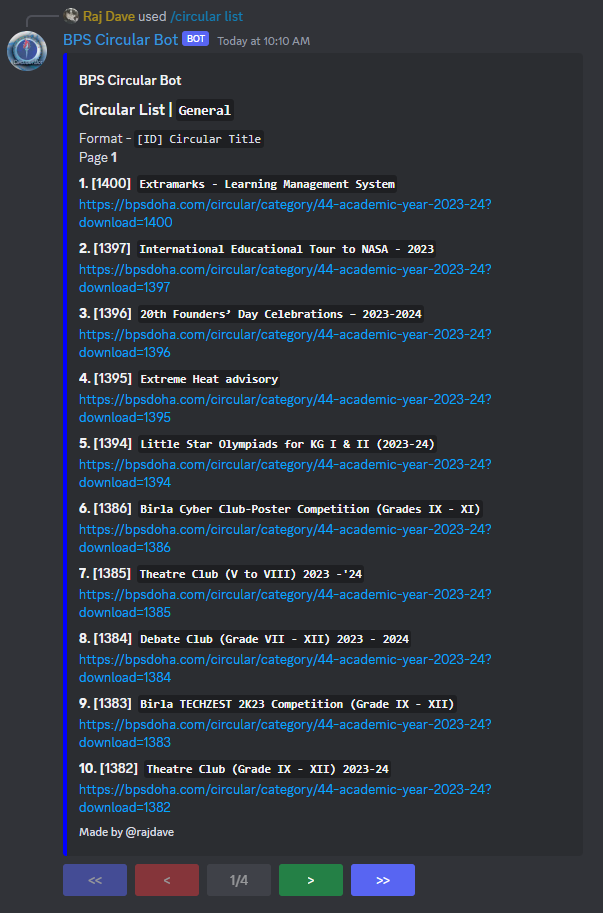 Raj Dave used /circular list
BPS Circular Bot BOT Today at 10:10 AM
BPS Circular Bot
Circular List | General
Format - [ID] Circular Title
Page 1
1. [1400] Extramarks - Learning Management System
https://bpsdoha.com/circular/category/44-academic-year-2023-24?
download=1400
2. [1397] International Educational Tour to NASA - 2023
https://bpsdoha.com/circular/category/44-academic-year-2023-24?
download=1397
3. [1396] 20th Founders’ Day Celebrations – 2023-2024
https://bpsdoha.com/circular/category/44-academic-year-2023-24?
download=1396
4. [1395] Extreme Heat advisory
https://bpsdoha.com/circular/category/44-academic-year-2023-24?
download=1395
5. [1394] Little Star Olympiads for KG I & II (2023-24)
https://bpsdoha.com/circular/category/44-academic-year-2023-24?
download=1394
6. [1386] Birla Cyber Club-Poster Competition (Grades IX - XI)
https://bpsdoha.com/circular/category/44-academic-year-2023-24?
download=1386
7. [1385] Theatre Club (V to VIII) 2023 -'24
https://bpsdoha.com/circular/category/44-academic-year-2023-24?
download=1385
8. [1384] Debate Club (Grade VII - XII) 2023 - 2024
https://bpsdoha.com/circular/category/44-academic-year-2023-24?
download=1384
9. [1383] Birla TECHZEST 2K23 Competition (Grade IX - XII)
https://bpsdoha.com/circular/category/44-academic-year-2023-24?
download=1383
10. [1382] Theatre Club (Grade IX - XII) 2023-24
https://bpsdoha.com/circular/category/44-academic-year-2023-24?
download=1382
Made by @rajdave
<< < 1/4 > >>